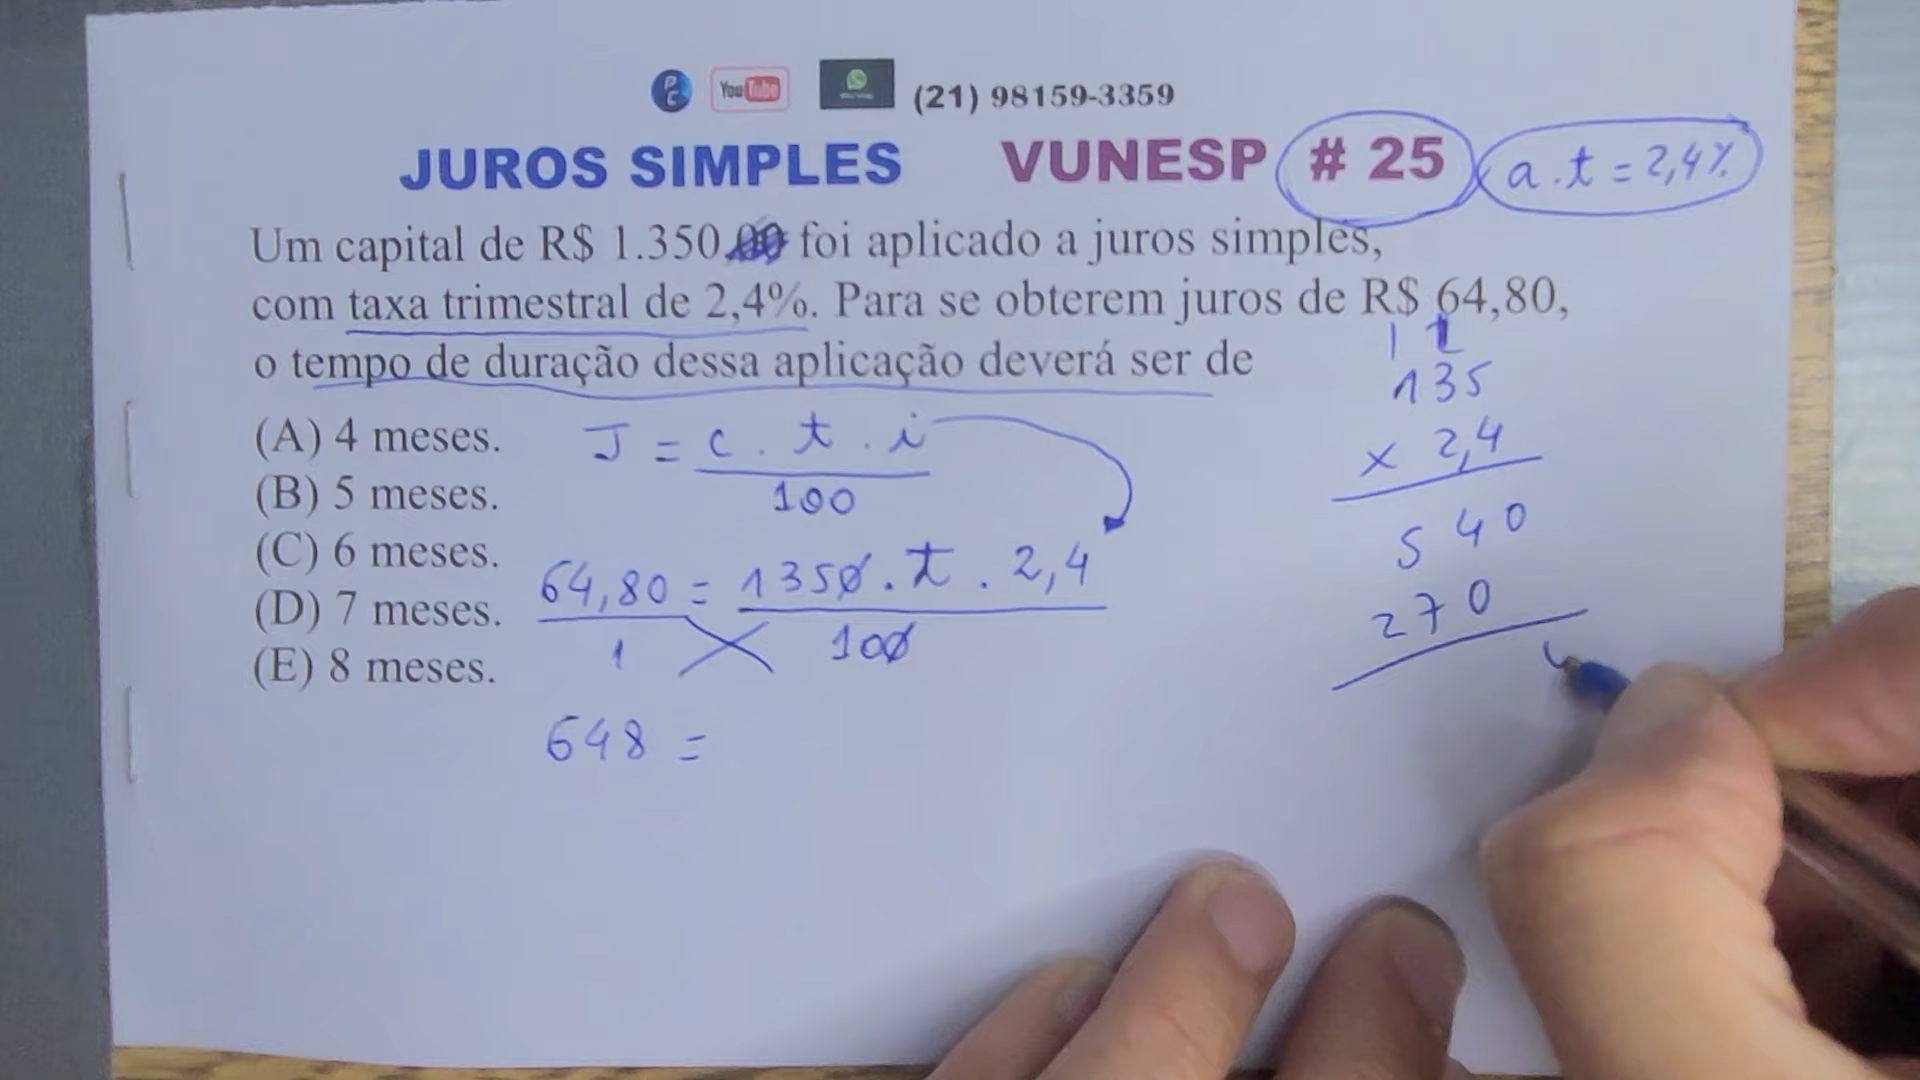 YouTube (21) 98159-3359
JUROS SIMPLES VUNESP # 25 a.t = 2,4%
Um capital de R$ 1.350,00 foi aplicado a juros simples,
com taxa trimestral de 2,4%. Para se obterem juros de R$ 64,80,
o tempo de duração dessa aplicação deverá ser de
(A) 4 meses.
(B) 5 meses.
(C) 6 meses.
(D) 7 meses.
(E) 8 meses.
J = c . t . i
100
64,80 = 1350 . t . 2,4
1 100
648 =
135
x 2,4
540
270